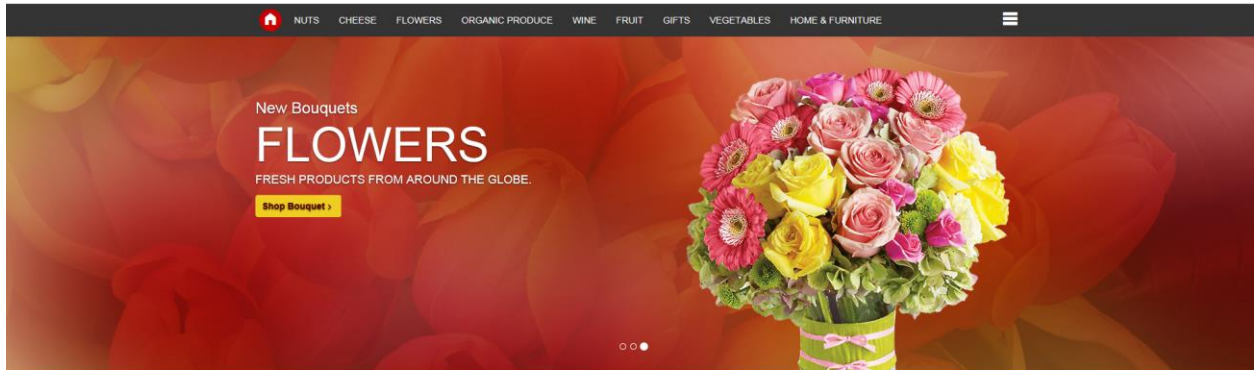 NUTS CHEESE FLOWERS ORGANIC PRODUCE WINE FRUIT GIFTS VEGETABLES HOME & FURNITURE
New Bouquets
FLOWERS
FRESH PRODUCTS FROM AROUND THE GLOBE.
Shop Bouquet >